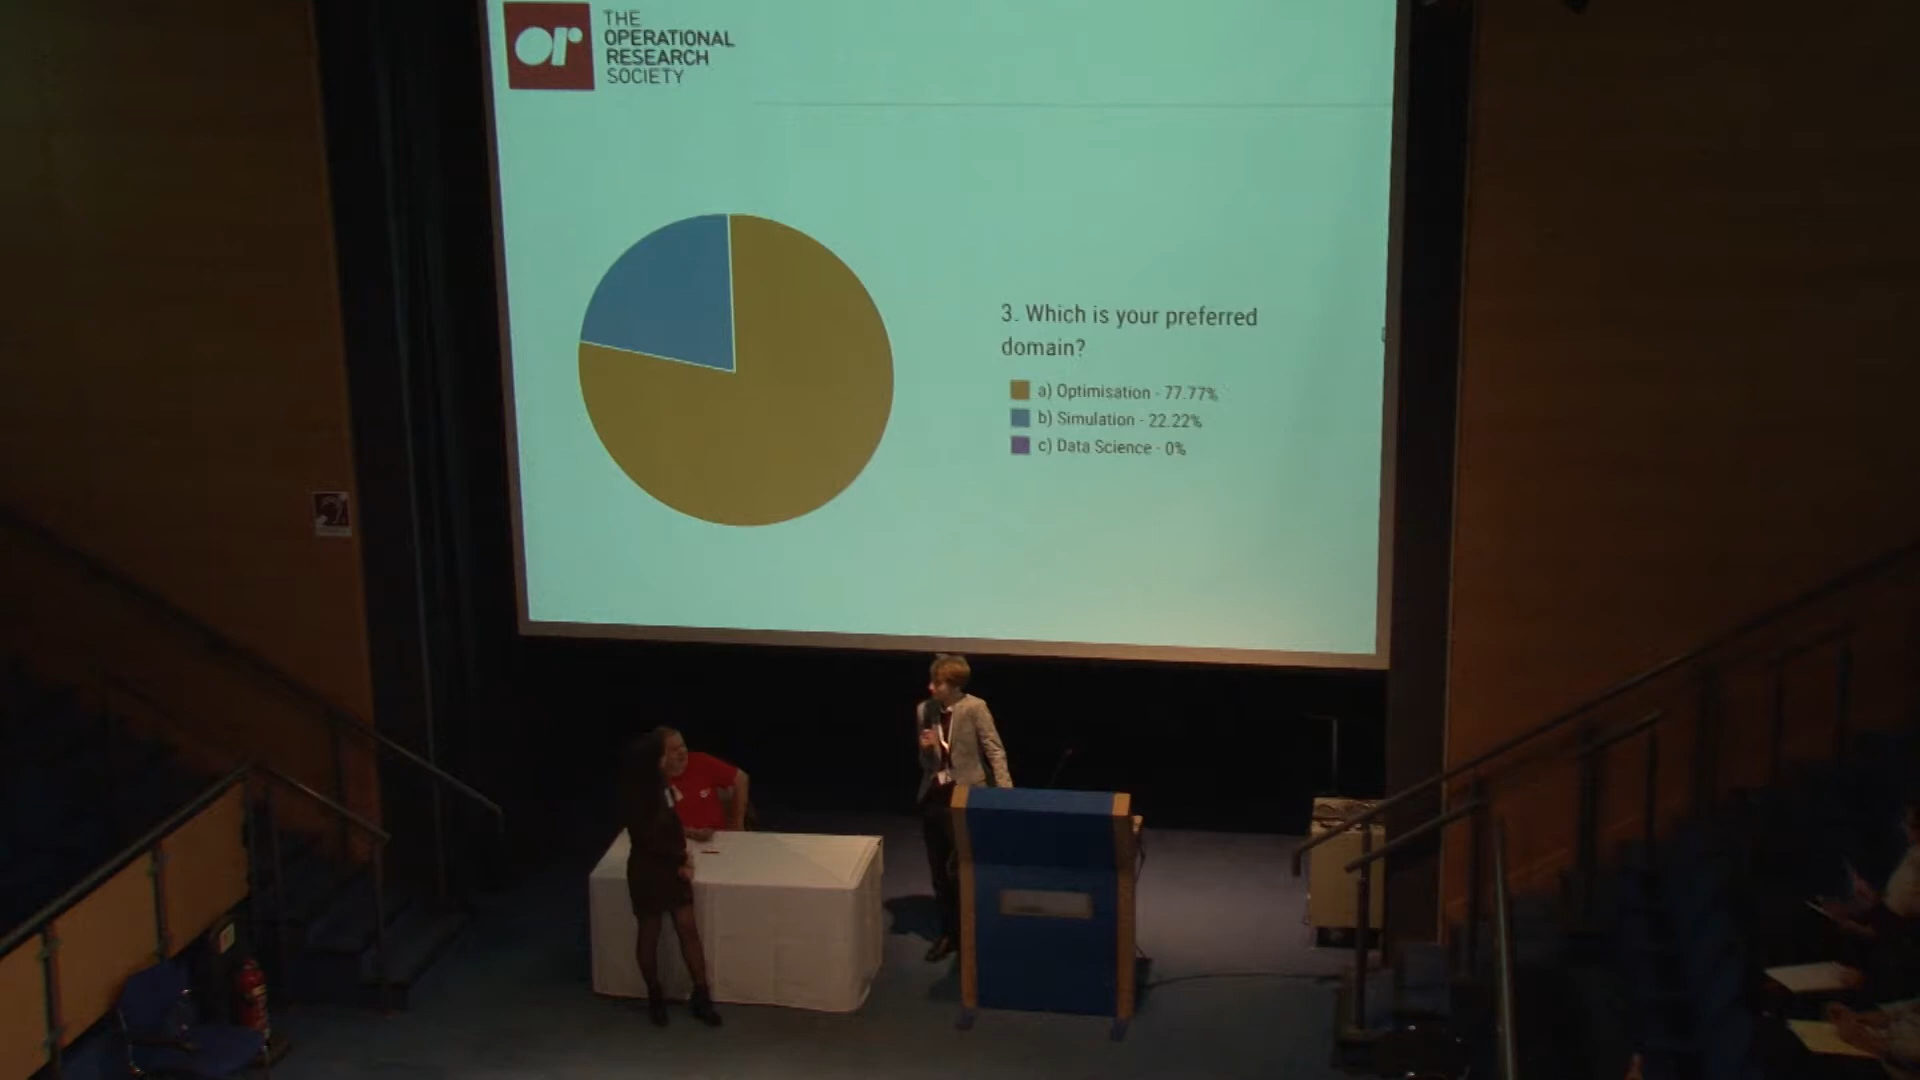 or
THE
OPERATIONAL
RESEARCH
SOCIETY
3. Which is your preferred
domain?
a) Optimisation - 77.77%
b) Simulation - 22.22%
c) Data Science - 0%